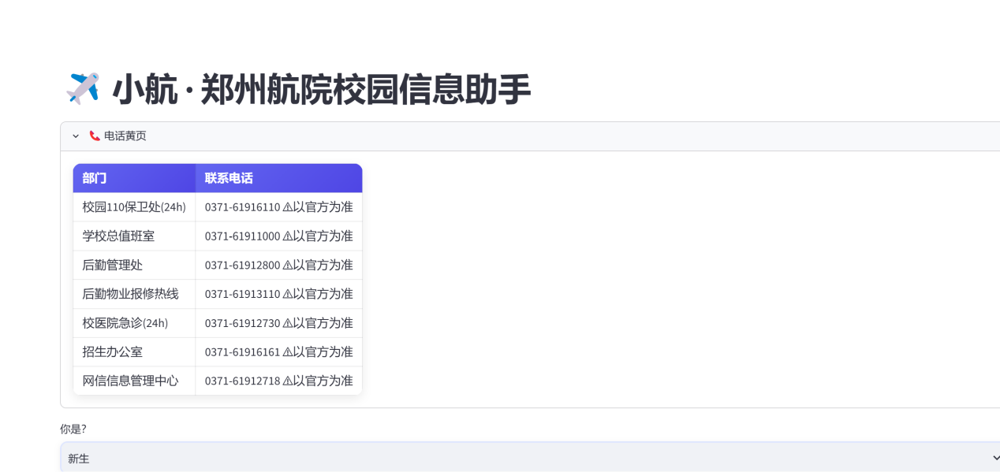 小航 · 郑州航院校园信息助手
电话黄页
部门 联系电话
校园110保卫处(24h) 0371-61916110 ⚠以官方为准
学校总值班室 0371-61911000 ⚠以官方为准
后勤管理处 0371-61912800 ⚠以官方为准
后勤物业报修热线 0371-61913110 ⚠以官方为准
校医院急诊(24h) 0371-61912730 ⚠以官方为准
招生办公室 0371-61916161 ⚠以官方为准
网信信息管理中心 0371-61912718 ⚠以官方为准
你是?
新生